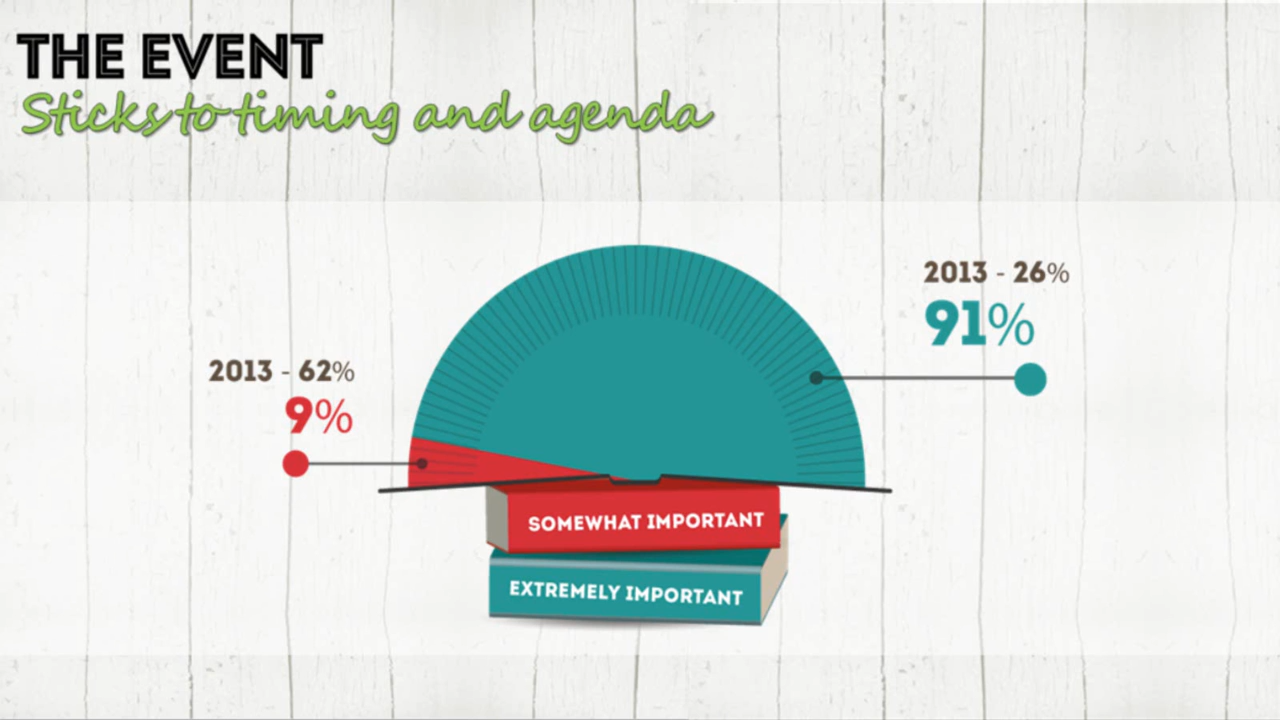 THE EVENT
Sticks to timing and agenda
2013 - 26%
91%
2013 - 62%
9%
SOMEWHAT IMPORTANT
EXTREMELY IMPORTANT